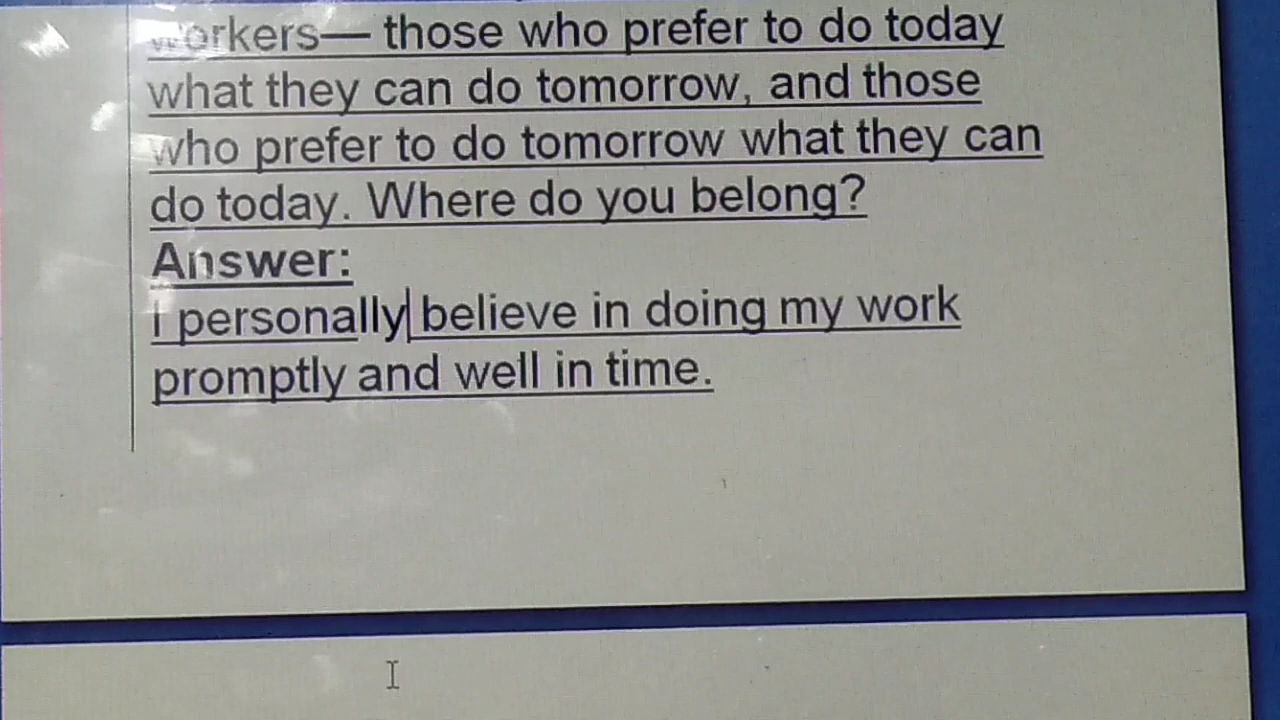 workers— those who prefer to do today
what they can do tomorrow, and those
who prefer to do tomorrow what they can
do today. Where do you belong?
Answer:
I personally believe in doing my work
promptly and well in time.